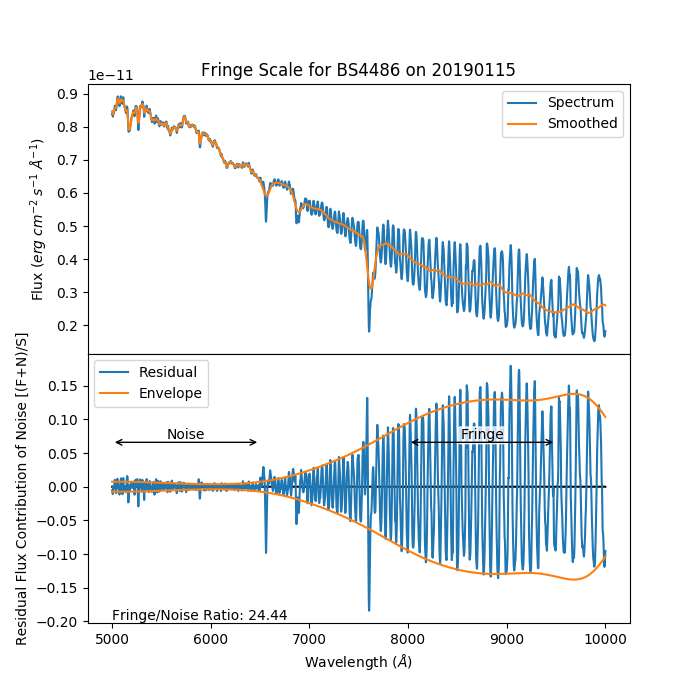 Fringe Scale for BS4486 on 20190115
1e−11
0.9
0.8
0.7
0.6
0.5
0.4
0.3
0.2
Flux (erg cm⁻² s⁻¹ Å⁻¹)
Spectrum
Smoothed
Residual
Envelope
0.15
0.10
0.05
0.00
−0.05
−0.10
−0.15
−0.20
Residual Flux Contribution of Noise [(F+N)/S]
Noise
Fringe
Fringe/Noise Ratio: 24.44
5000 6000 7000 8000 9000 10000
Wavelength (Å)